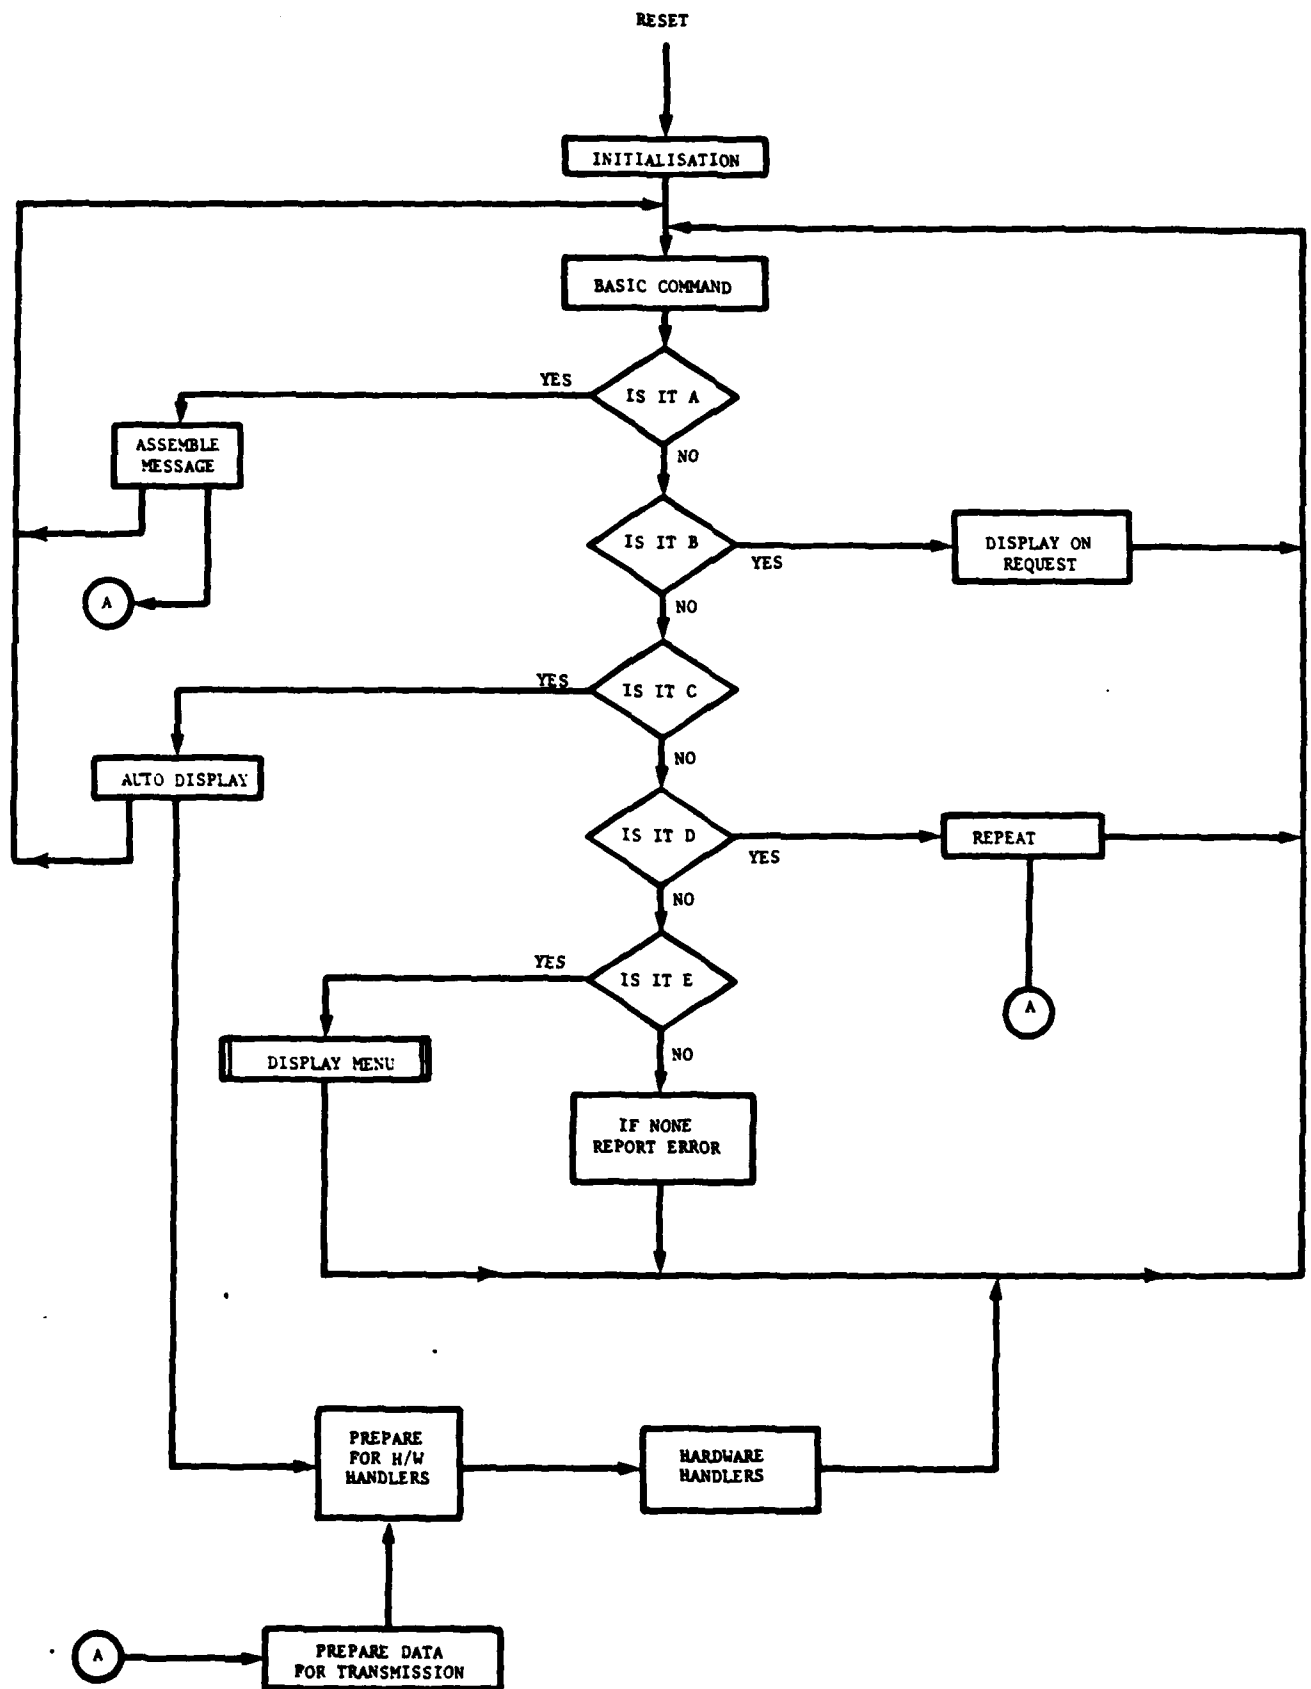 RESET
INITIALISATION
BASIC COMMAND
YES
IS IT A
NO
ASSEMBLE
MESSAGE
IS IT B
YES
DISPLAY ON
REQUEST
NO
A
YES
IS IT C
NO
AUTO DISPLAY
IS IT D
YES
REPEAT
NO
YES
IS IT E
A
NO
DISPLAY MENU
IF NONE
REPORT ERROR
PREPARE
FOR H/W
HANDLERS
HARDWARE
HANDLERS
A
PREPARE DATA
FOR TRANSMISSION